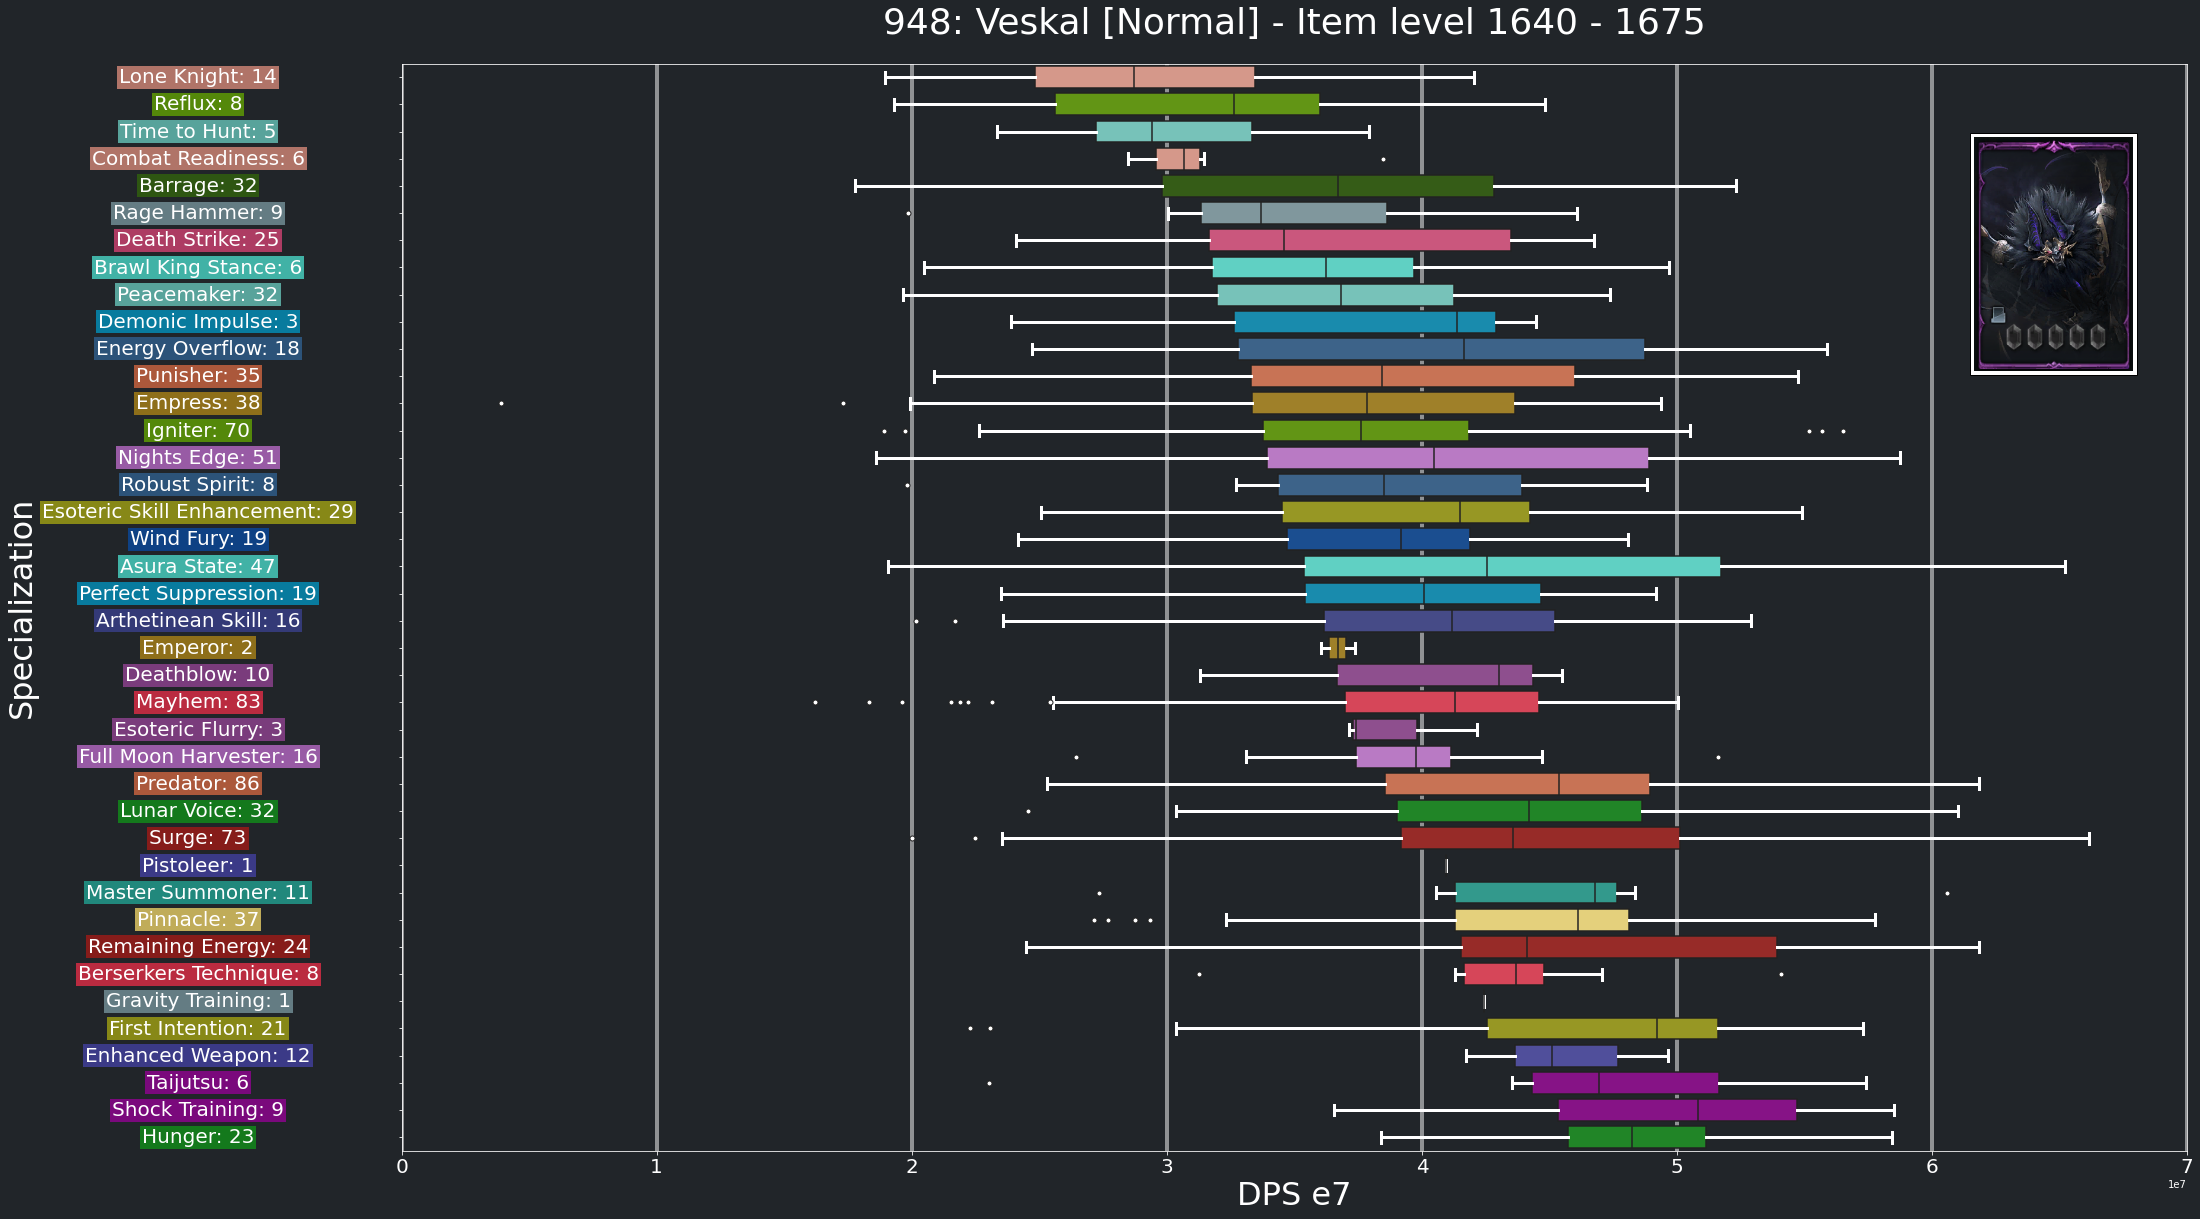 948: Veskal [Normal] - Item level 1640 - 1675
Specialization
Lone Knight: 14
Reflux: 8
Time to Hunt: 5
Combat Readiness: 6
Barrage: 32
Rage Hammer: 9
Death Strike: 25
Brawl King Stance: 6
Peacemaker: 32
Demonic Impulse: 3
Energy Overflow: 18
Punisher: 35
Empress: 38
Igniter: 70
Nights Edge: 51
Robust Spirit: 8
Esoteric Skill Enhancement: 29
Wind Fury: 19
Asura State: 47
Perfect Suppression: 19
Arthetinean Skill: 16
Emperor: 2
Deathblow: 10
Mayhem: 83
Esoteric Flurry: 3
Full Moon Harvester: 16
Predator: 86
Lunar Voice: 32
Surge: 73
Pistoleer: 1
Master Summoner: 11
Pinnacle: 37
Remaining Energy: 24
Berserkers Technique: 8
Gravity Training: 1
First Intention: 21
Enhanced Weapon: 12
Taijutsu: 6
Shock Training: 9
Hunger: 23
0 1 2 3 4 5 6 7
1e7
DPS e7